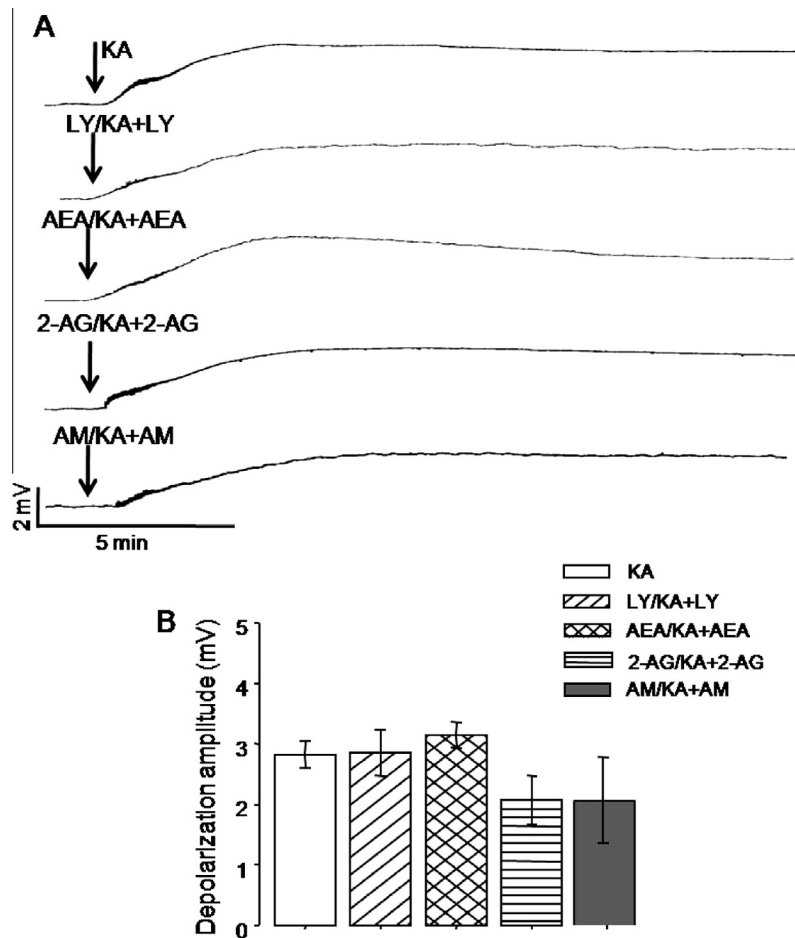 A
KA
LY/KA+LY
AEA/KA+AEA
2-AG/KA+2-AG
AM/KA+AM
2 mV
5 min
B
KA
LY/KA+LY
AEA/KA+AEA
2-AG/KA+2-AG
AM/KA+AM
Depolarization amplitude (mV)
5
4
3
2
1
0